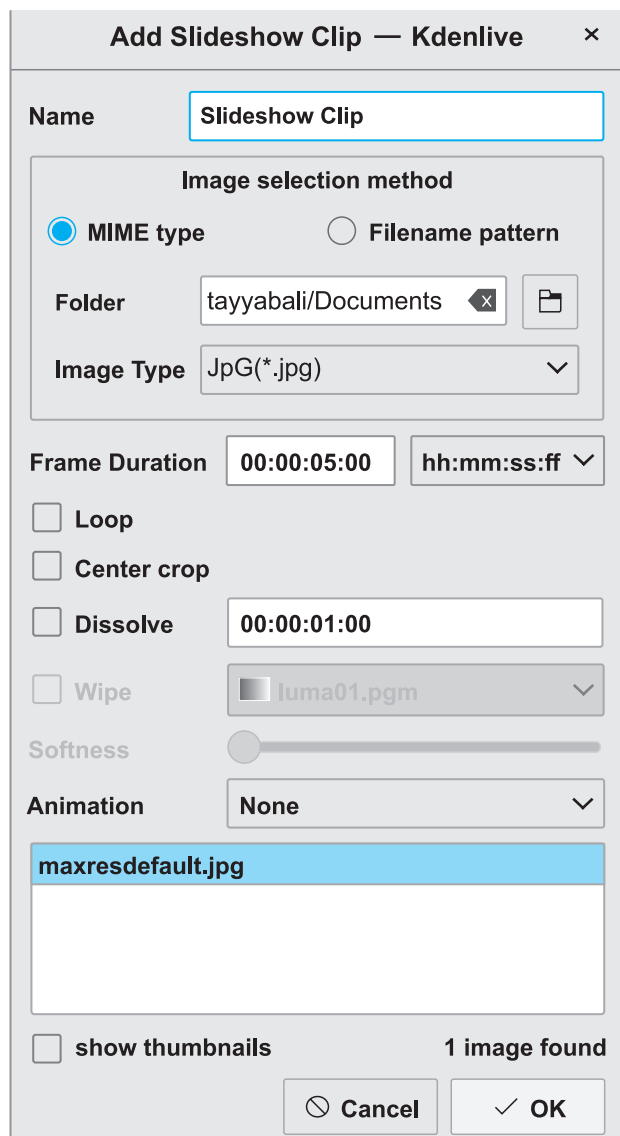 Add Slideshow Clip — Kdenlive ×
Name Slideshow Clip
Image selection method
MIME type Filename pattern
Folder tayyabali/Documents x
Image Type JpG(*.jpg)
Frame Duration 00:00:05:00 hh:mm:ss:ff
Loop
Center crop
Dissolve 00:00:01:00
Wipe luma01.pgm
Softness
Animation None
maxresdefault.jpg
show thumbnails 1 image found
Cancel OK